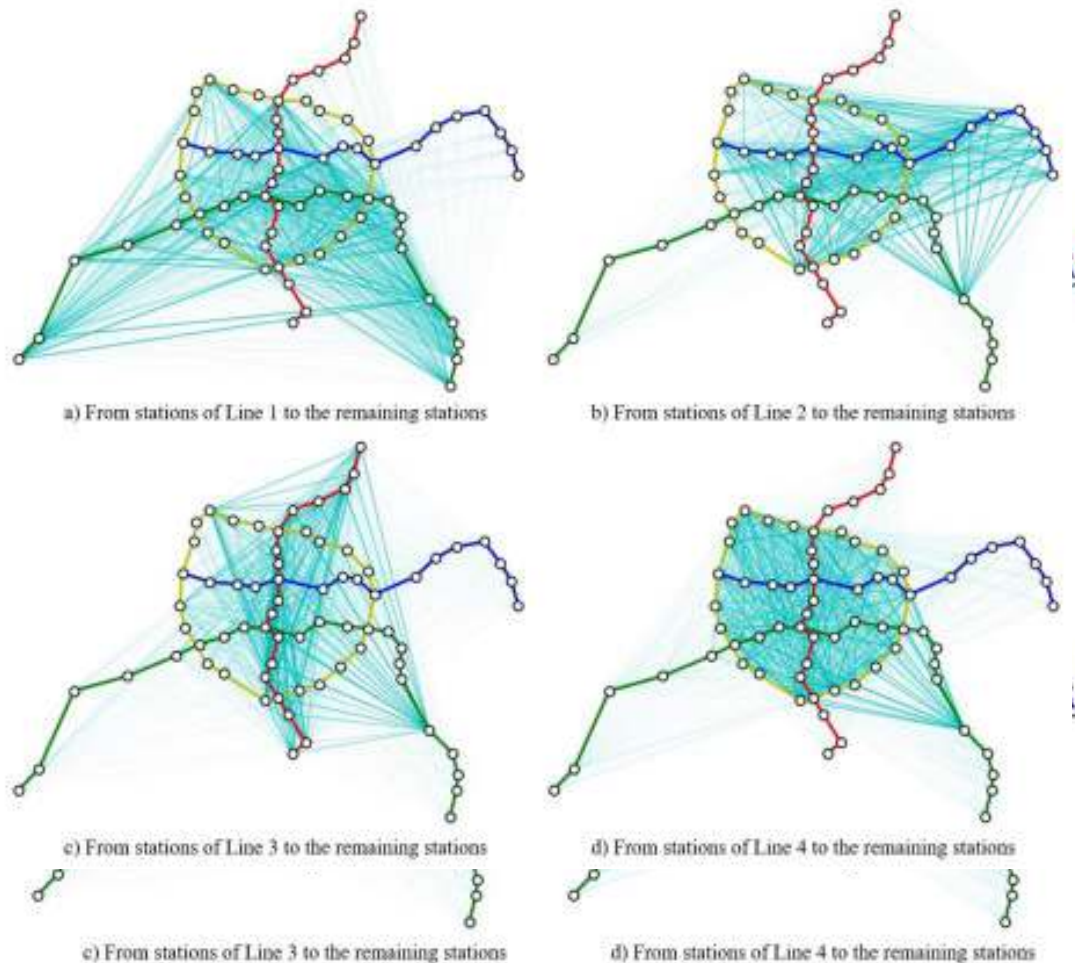 a) From stations of Line 1 to the remaining stations
b) From stations of Line 2 to the remaining stations
c) From stations of Line 3 to the remaining stations
d) From stations of Line 4 to the remaining stations
c) From stations of Line 3 to the remaining stations
d) From stations of Line 4 to the remaining stations